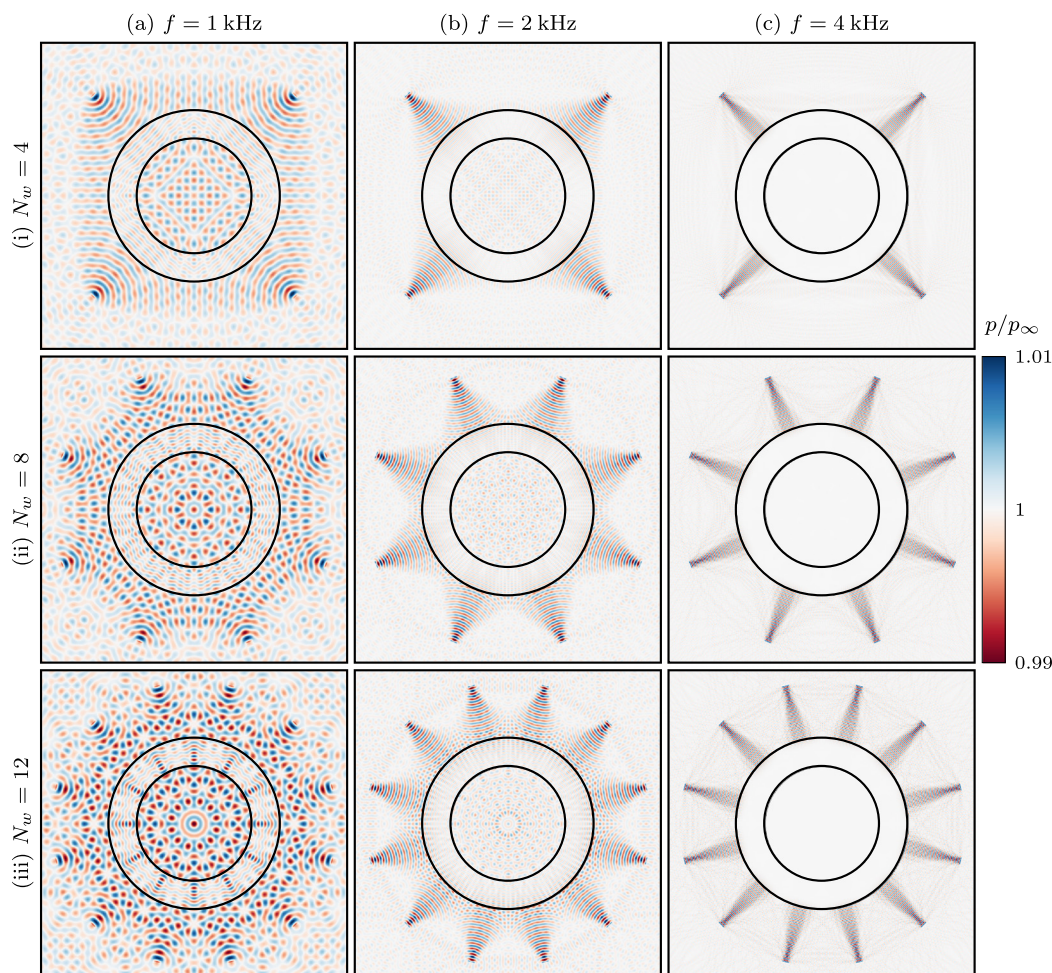 (a) f = 1 kHz
(b) f = 2 kHz
(c) f = 4 kHz
(i) N_w = 4
(ii) N_w = 8
(iii) N_w = 12
p/p_∞
1.01
1
0.99